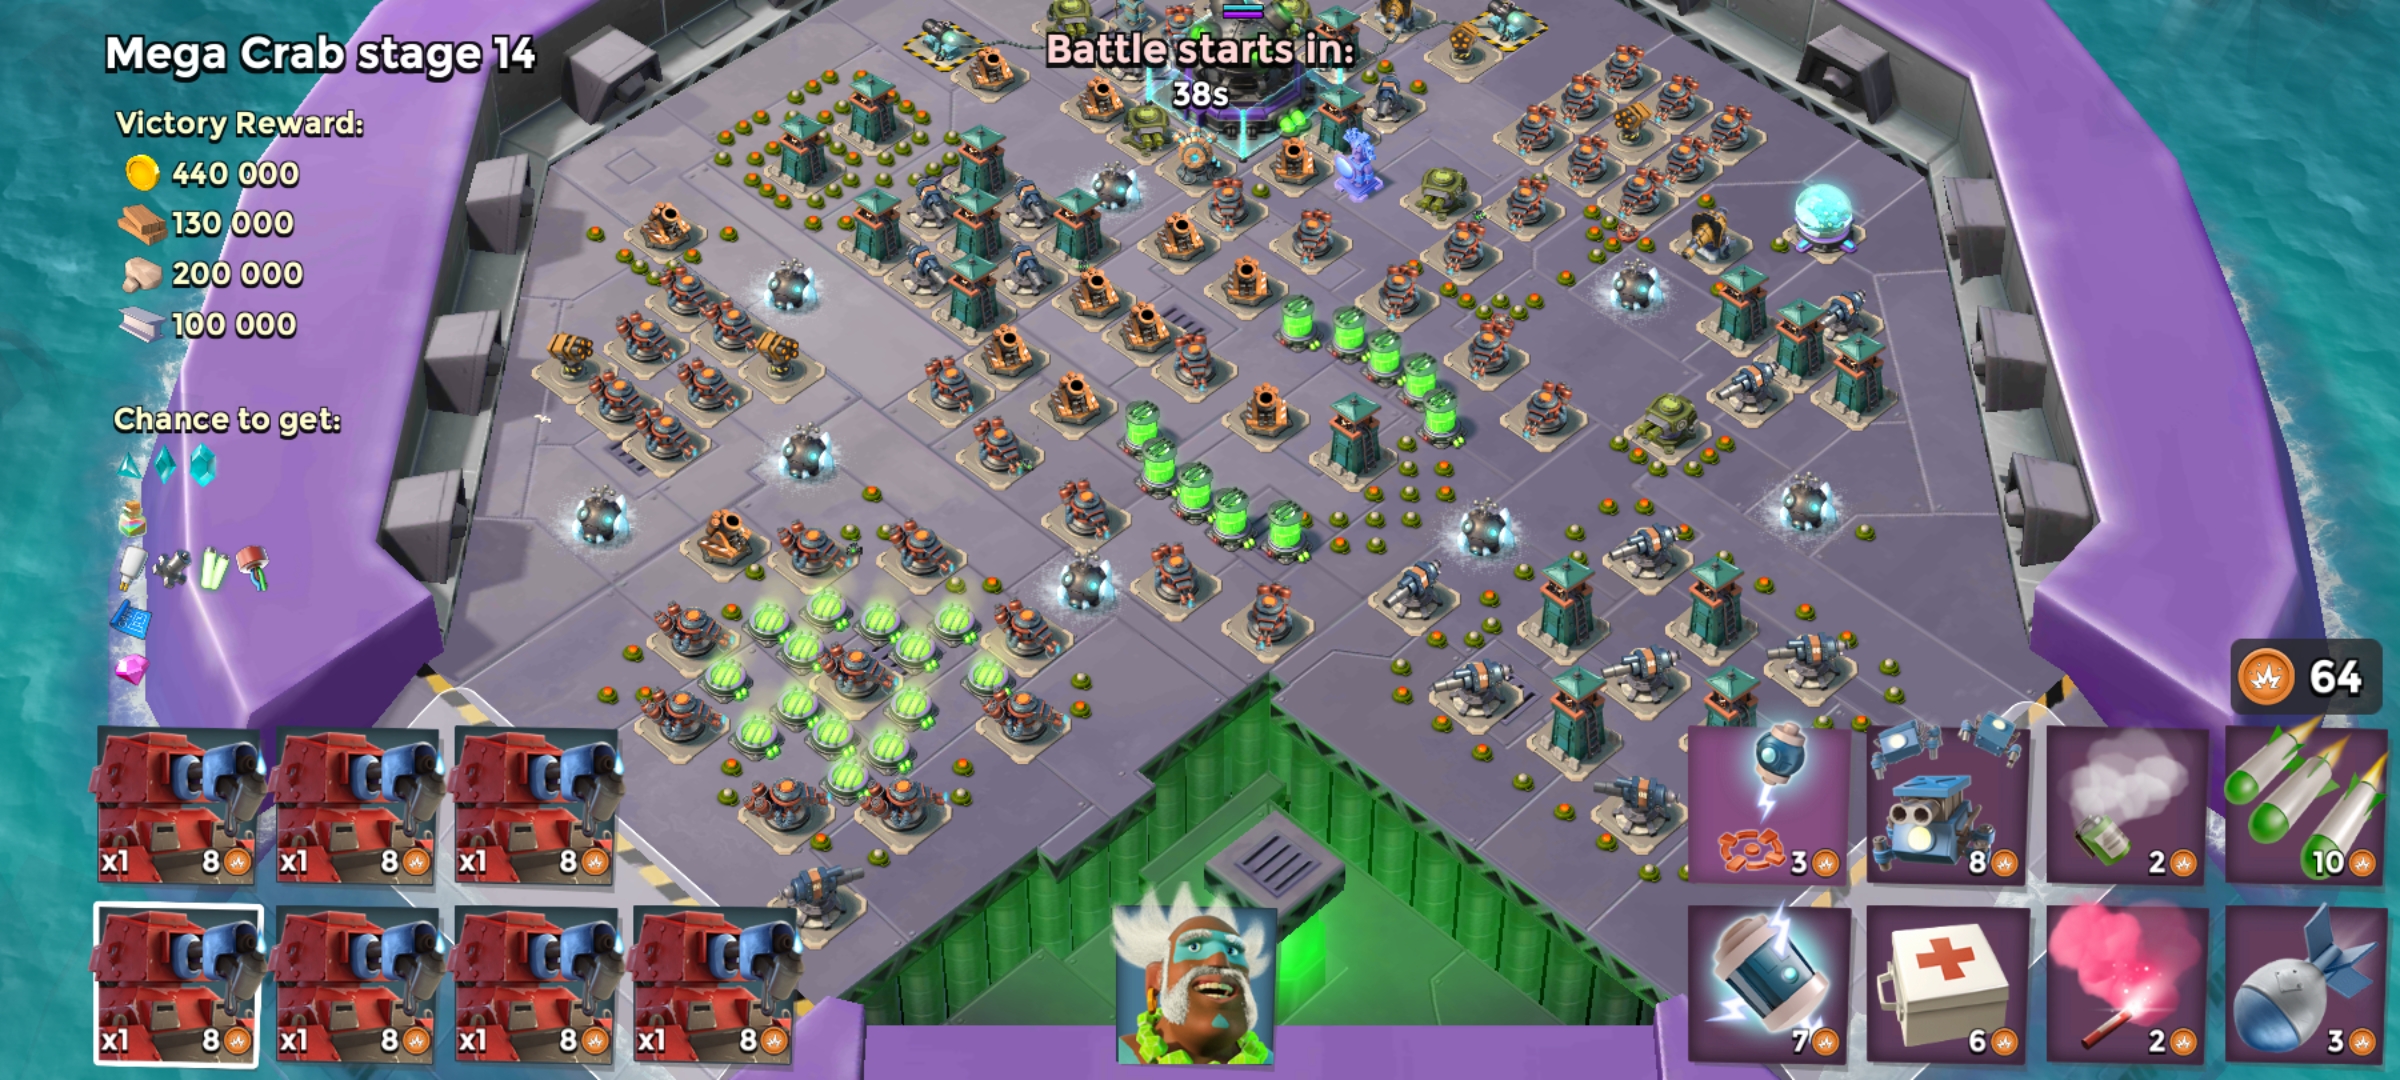 Mega Crab stage 14
Battle starts in:
38s
Victory Reward:
440 000
130 000
200 000
100 000
Chance to get:
64
x1 8
x1 8
x1 8
3
8
2
10
x1 8
x1 8
x1 8
x1 8
7
6
2
3